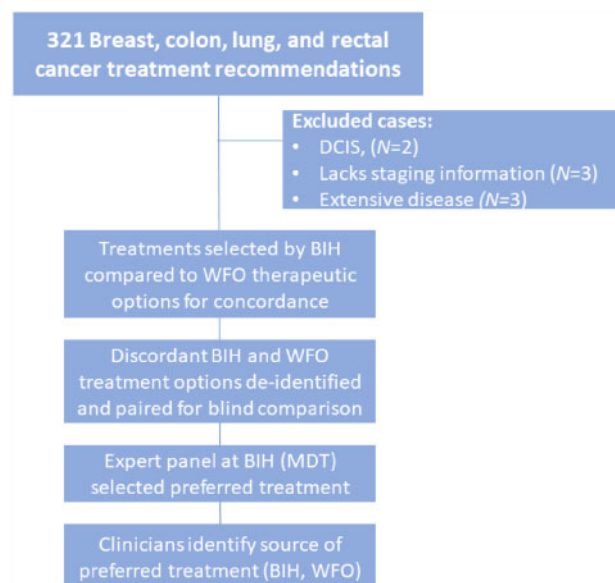 321 Breast, colon, lung, and rectal
cancer treatment recommendations
Excluded cases:
• DCIS, (N=2)
• Lacks staging information (N=3)
• Extensive disease (N=3)
Treatments selected by BIH
compared to WFO therapeutic
options for concordance
Discordant BIH and WFO
treatment options de-identified
and paired for blind comparison
Expert panel at BIH (MDT)
selected preferred treatment
Clinicians identify source of
preferred treatment (BIH, WFO)